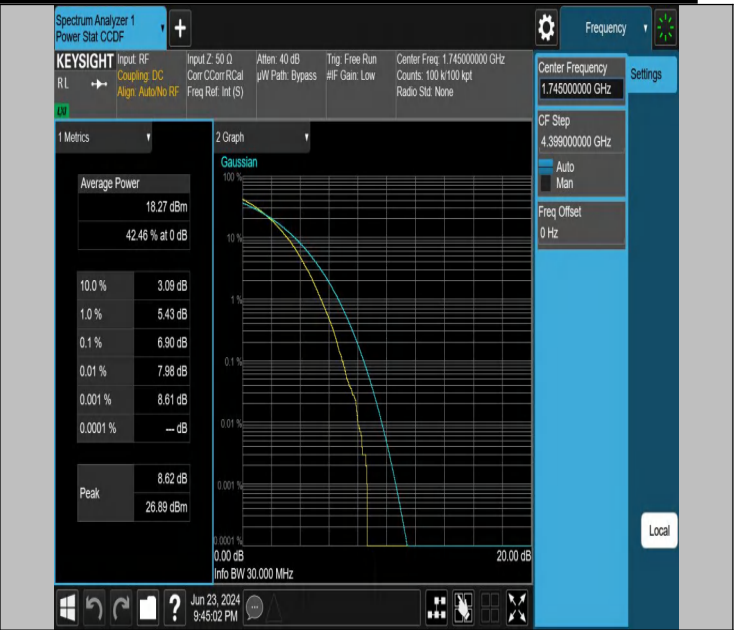 Spectrum Analyzer 1
Power Stat CCDF
Frequency
KEYSIGHT
RL
Input: RF
Coupling: DC
Align: Auto/No RF
Input Z: 50 Ω
Corr CCorr RCal
Freq Ref: Int (S)
Atten: 40 dB
µW Path: Bypass
Trig: Free Run
#IF Gain: Low
Center Freq: 1.745000000 GHz
Counts: 100 k/100 kpt
Radio Std: None
Center Frequency
1.745000000 GHz
Settings
CF Step
4.399000000 GHz
Auto
Man
Freq Offset
0 Hz
1 Metrics
Average Power
18.27 dBm
42.46 % at 0 dB
10.0 % 3.09 dB
1.0 % 5.43 dB
0.1 % 6.90 dB
0.01 % 7.98 dB
0.001 % 8.61 dB
0.0001 % --- dB
Peak
8.62 dB
26.89 dBm
2 Graph
Gaussian
100 %
10 %
1 %
0.1 %
0.01 %
0.001 %
0.0001 %
0.00 dB 20.00 dB
Info BW 30.000 MHz
Local
?
Jun 23, 2024
9:45:02 PM